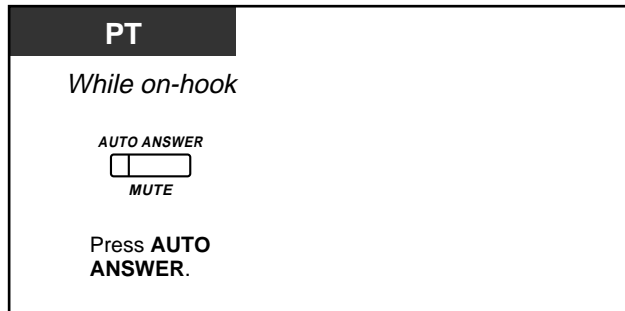 PT
While on-hook
AUTO ANSWER
MUTE
Press AUTO
ANSWER.